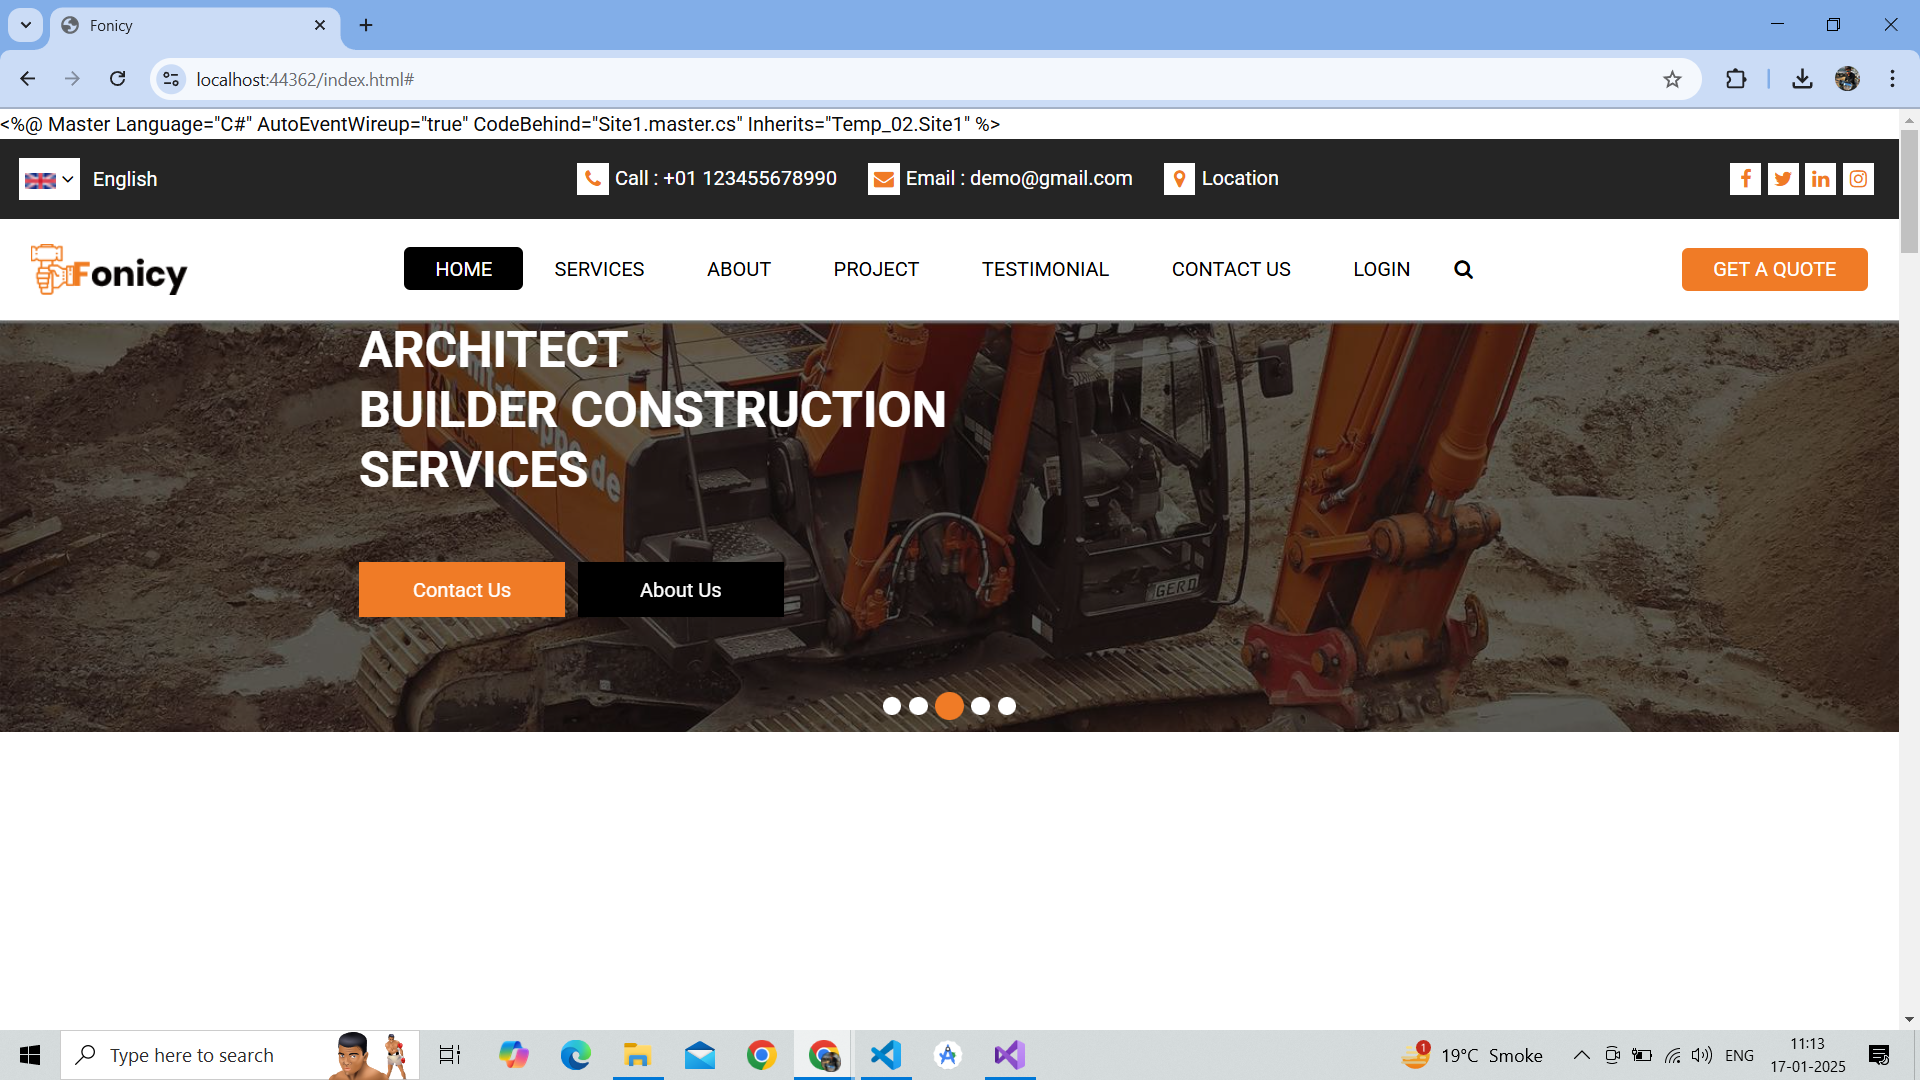 Fonicy
localhost:44362/index.html#
<%@ Master Language="C#" AutoEventWireup="true" CodeBehind="Site1.master.cs" Inherits="Temp_02.Site1" %>
English
Call : +01 123455678990
Email : demo@gmail.com
Location
Fonicy
HOME
SERVICES
ABOUT
PROJECT
TESTIMONIAL
CONTACT US
LOGIN
GET A QUOTE
ARCHITECT
BUILDER CONSTRUCTION
SERVICES
Contact Us
About Us
GERD
Type here to search
1
19°C Smoke
ENG
11:13
17-01-2025